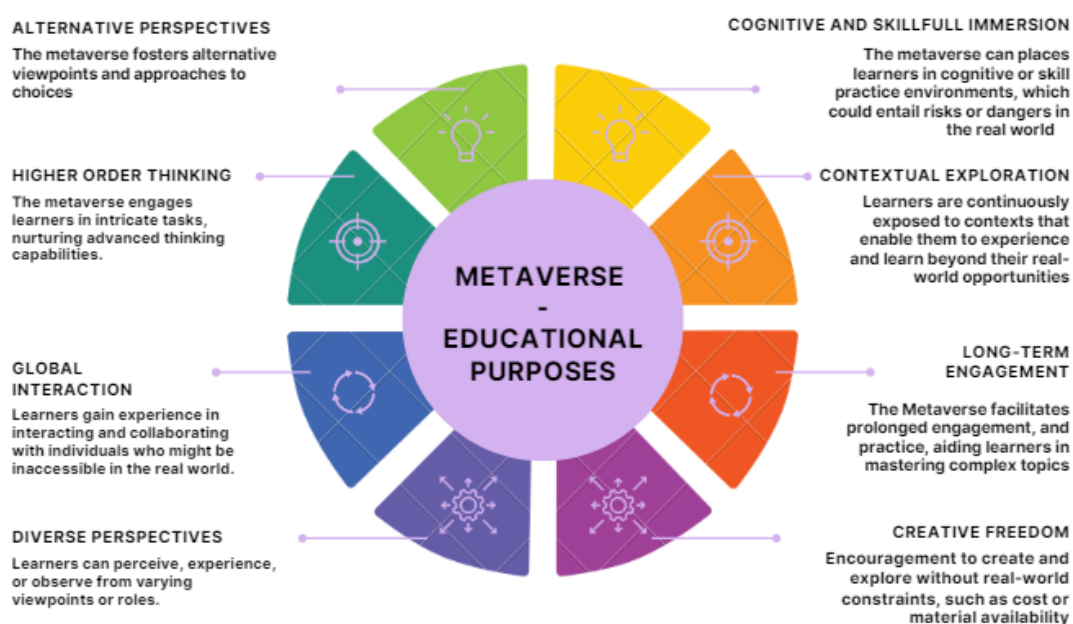 ALTERNATIVE PERSPECTIVES
The metaverse fosters alternative
viewpoints and approaches to
choices
HIGHER ORDER THINKING
The metaverse engages
learners in intricate tasks,
nurturing advanced thinking
capabilities.
GLOBAL
INTERACTION
Learners gain experience in
interacting and collaborating
with individuals who might be
inaccessible in the real world.
DIVERSE PERSPECTIVES
Learners can perceive, experience,
or observe from varying
viewpoints or roles.
METAVERSE
-
EDUCATIONAL
PURPOSES
COGNITIVE AND SKILLFULL IMMERSION
The metaverse can places
learners in cognitive or skill
practice environments, which
could entail risks or dangers in
the real world
CONTEXTUAL EXPLORATION
Learners are continuously
exposed to contexts that
enable them to experience
and learn beyond their real-
world opportunities
LONG-TERM
ENGAGEMENT
The Metaverse facilitates
prolonged engagement, and
practice, aiding learners in
mastering complex topics
CREATIVE FREEDOM
Encouragement to create and
explore without real-world
constraints, such as cost or
material availability